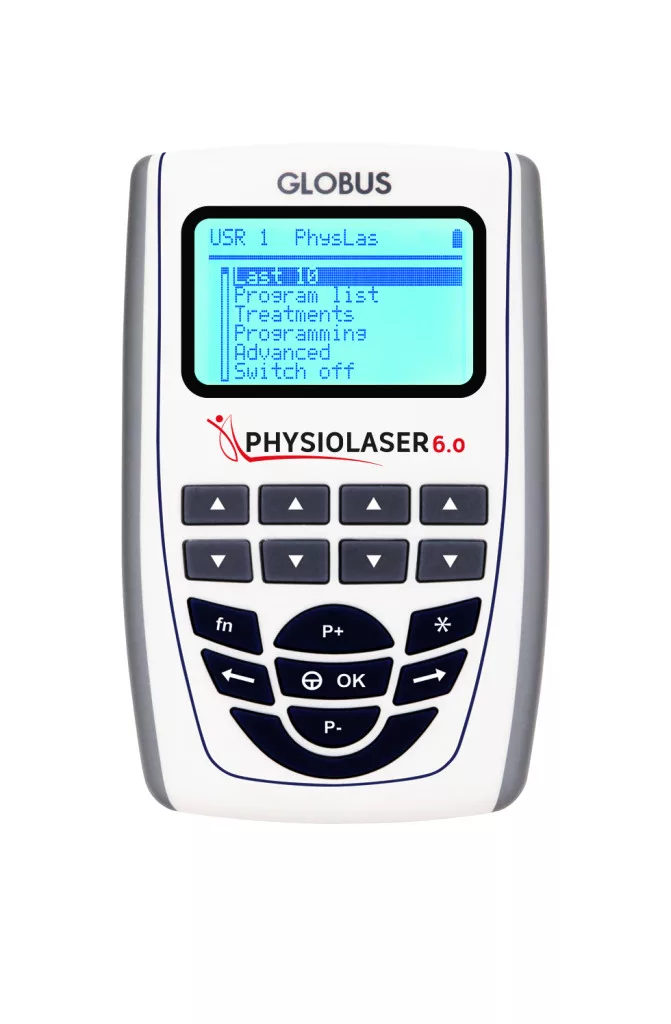 GLOBUS
USR 1 PhysLas
Last 10
Program list
Treatments
Programming
Advanced
Switch off
PHYSIOLASER 6.0
fn
P+
*
OK
P-